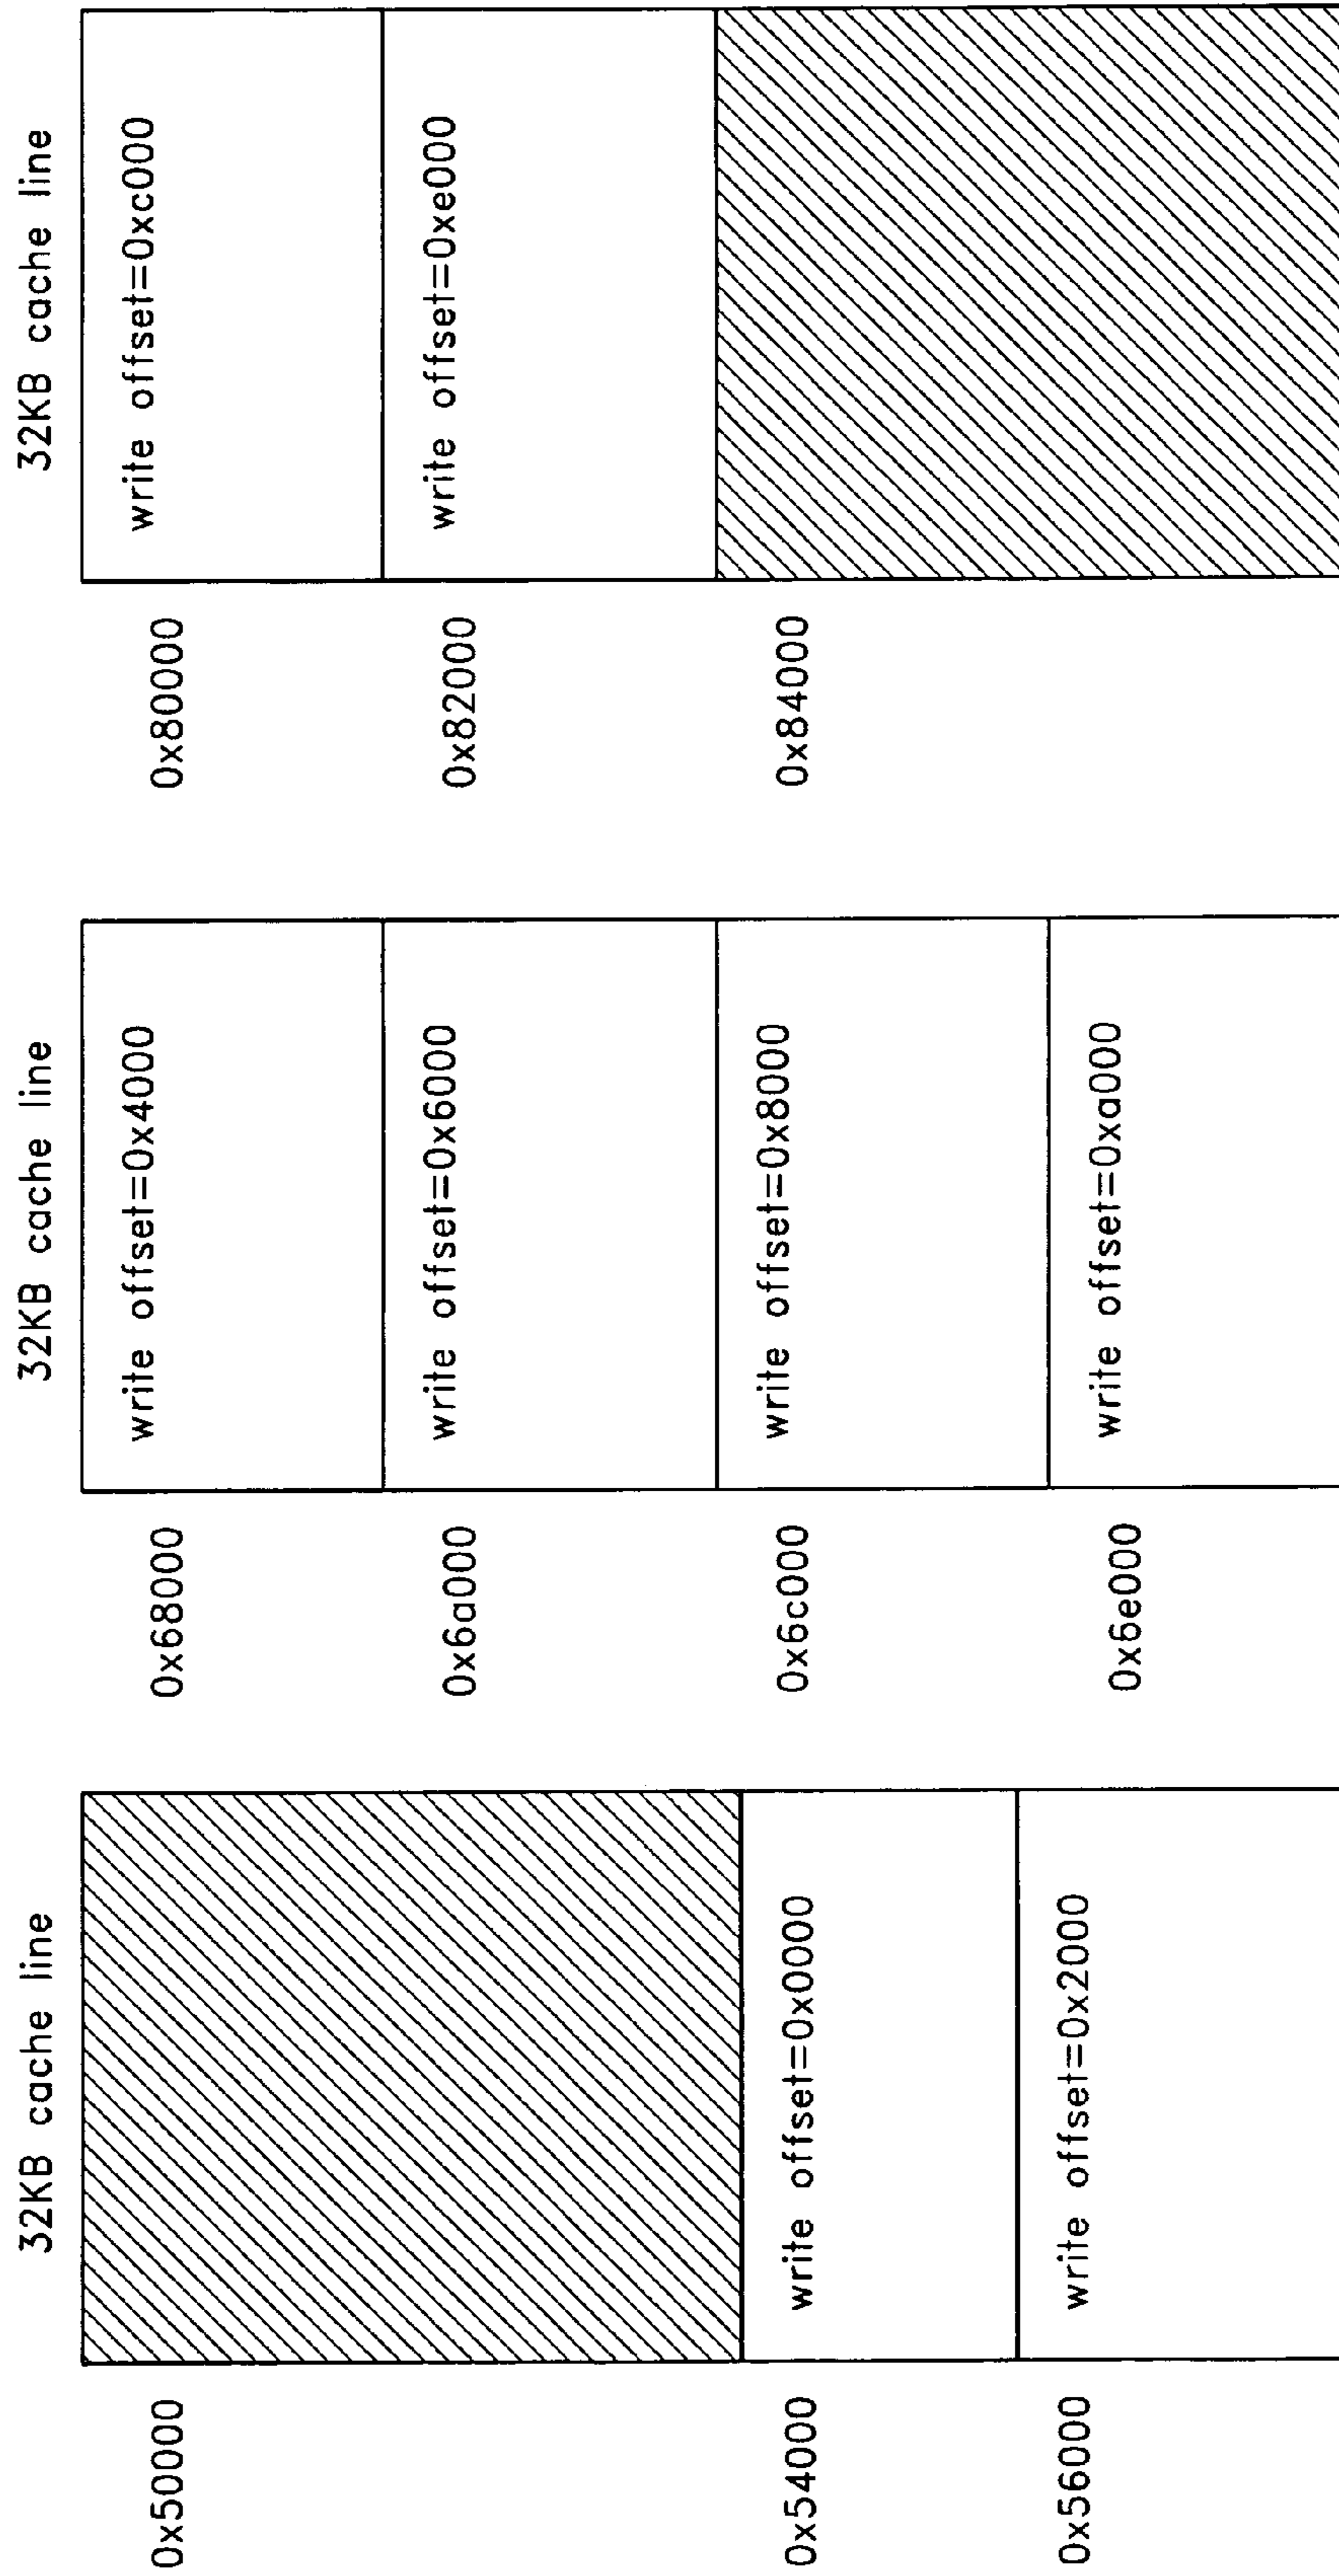 32KB cache line
0x50000
0x54000
write offset=0x0000
0x56000
write offset=0x2000
32KB cache line
0x68000
write offset=0x4000
0x6a000
write offset=0x6000
0x6c000
write offset=0x8000
0x6e000
write offset=0xa000
32KB cache line
0x80000
write offset=0xc000
0x82000
write offset=0xe000
0x84000